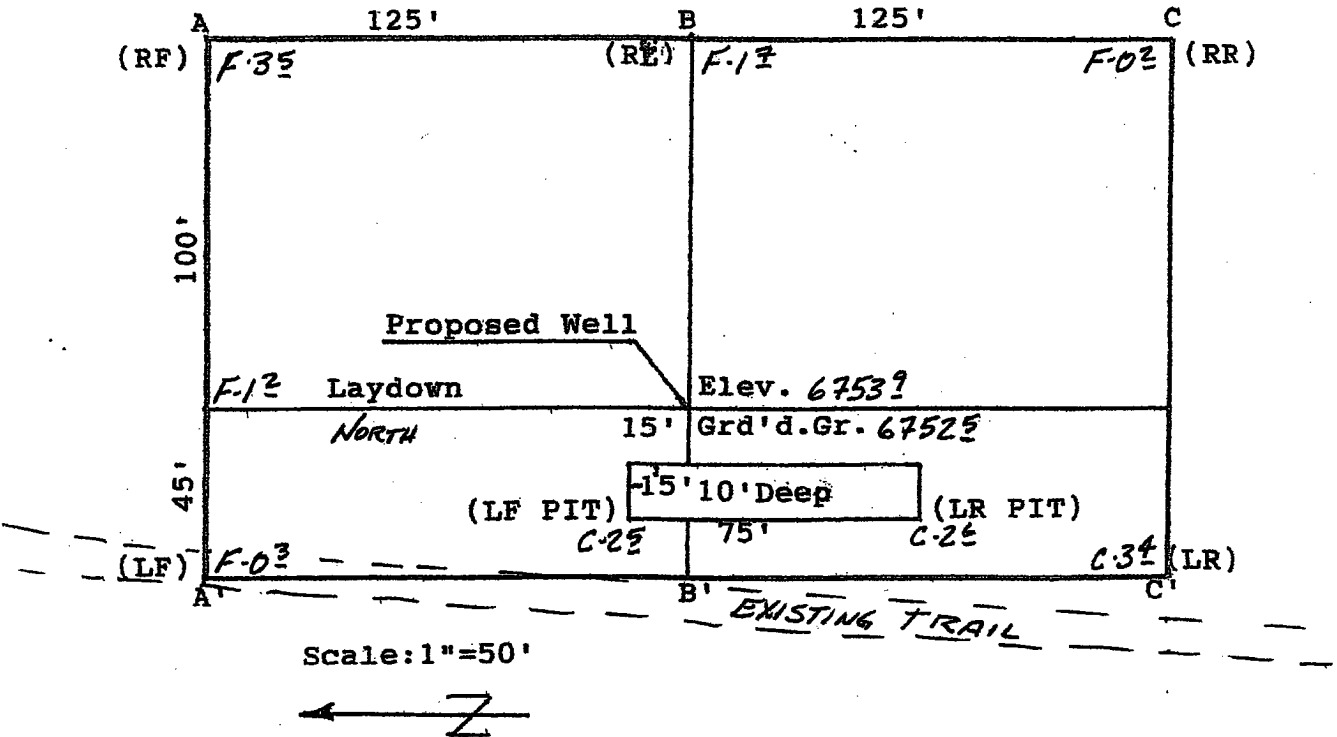 A 125' B 125' C
(RF) F.3<u>5</u> F.1<u>7</u> F-0<u>2</u> (RR)
100'
Proposed Well
F.1<u>2</u> Laydown Elev. 6753<u>9</u>
NORTH 15' Grd'd.Gr. 6752<u>5</u>
45'
15' 10'Deep
(LF PIT) (LR PIT)
C.2<u>5</u> 75' C.2<u>6</u>
(LF) F-0<u>3</u> C.3<u>4</u> (LR)
A' B' C'
EXISTING TRAIL
Scale:1"=50'
Z